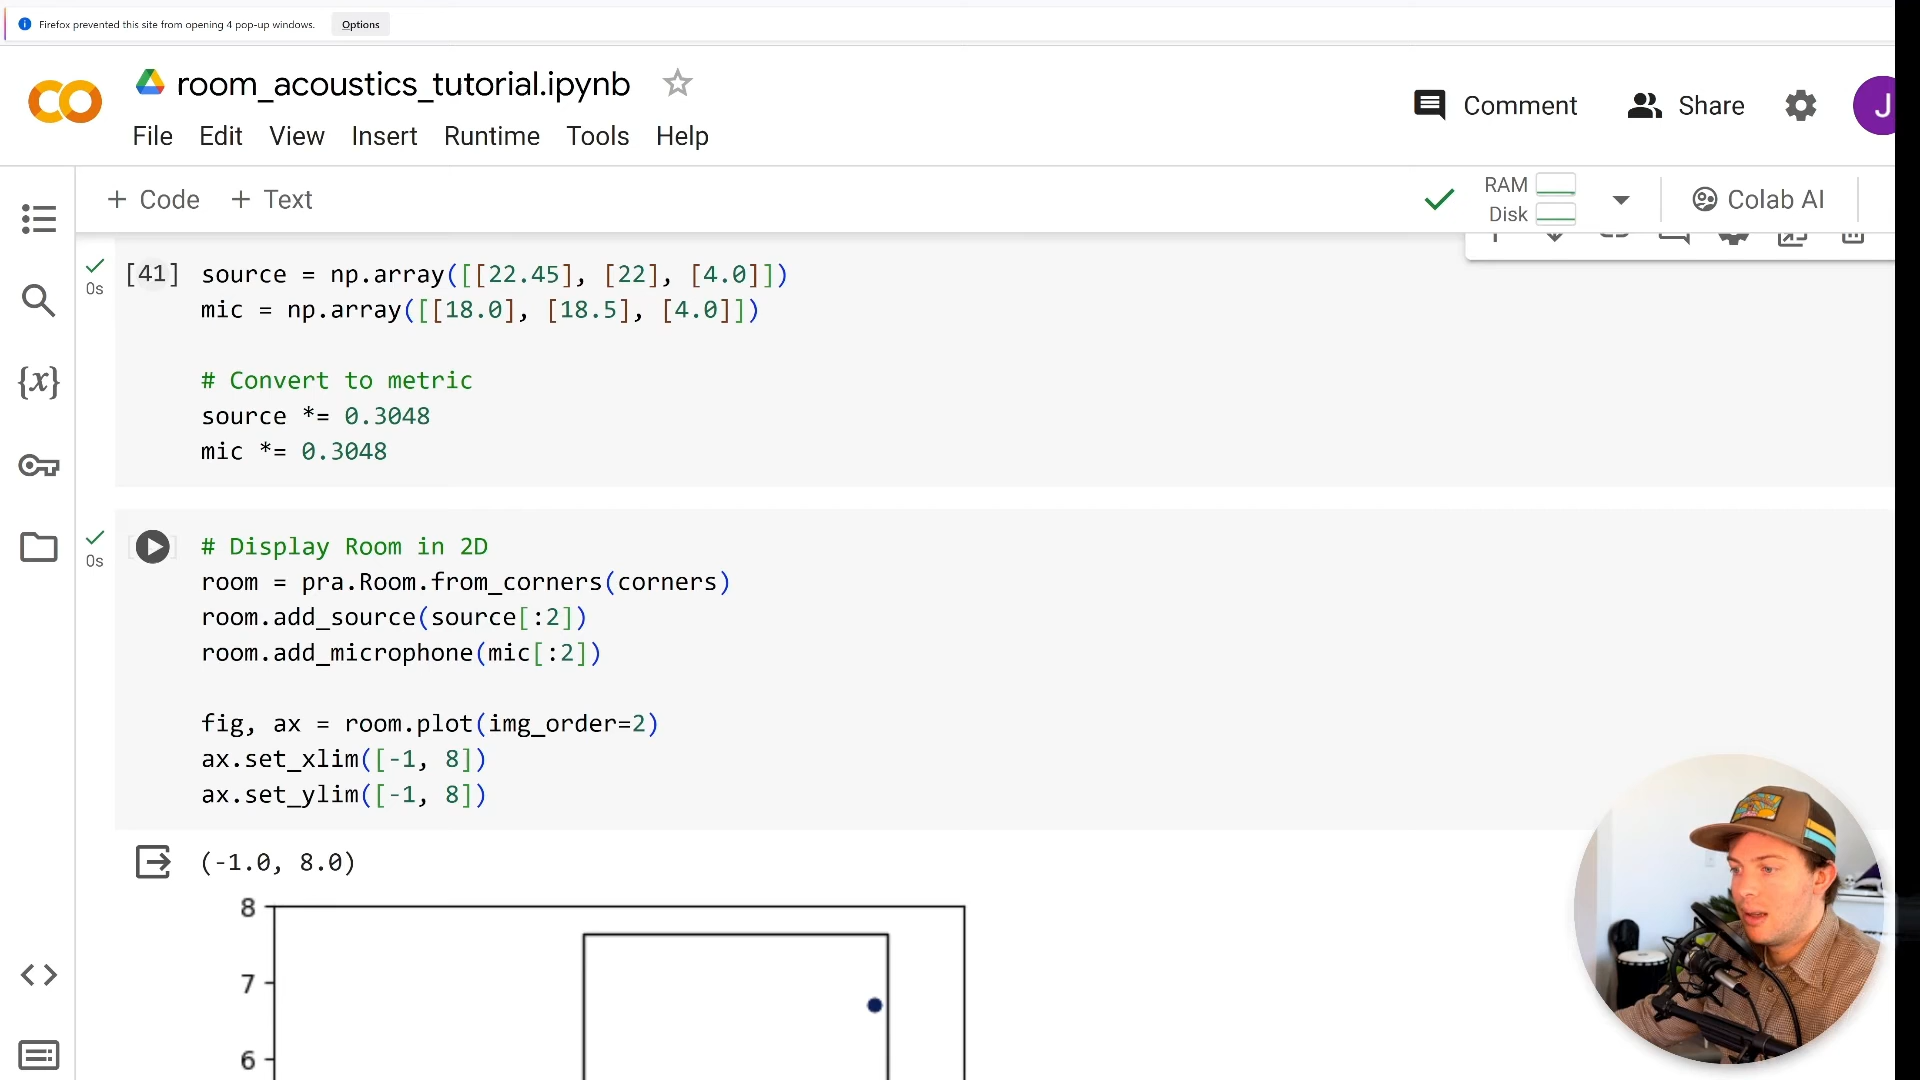 Firefox prevented this site from opening 4 pop-up windows. Options
room_acoustics_tutorial.ipynb
File Edit View Insert Runtime Tools Help
Comment Share J
+ Code + Text
RAM
Disk
Colab AI
[41] source = np.array([[22.45], [22], [4.0]])
0s
mic = np.array([[18.0], [18.5], [4.0]])
# Convert to metric
source *= 0.3048
mic *= 0.3048
# Display Room in 2D
0s
room = pra.Room.from_corners(corners)
room.add_source(source[:2])
room.add_microphone(mic[:2])
fig, ax = room.plot(img_order=2)
ax.set_xlim([-1, 8])
ax.set_ylim([-1, 8])
(-1.0, 8.0)
8
7
6
{x}